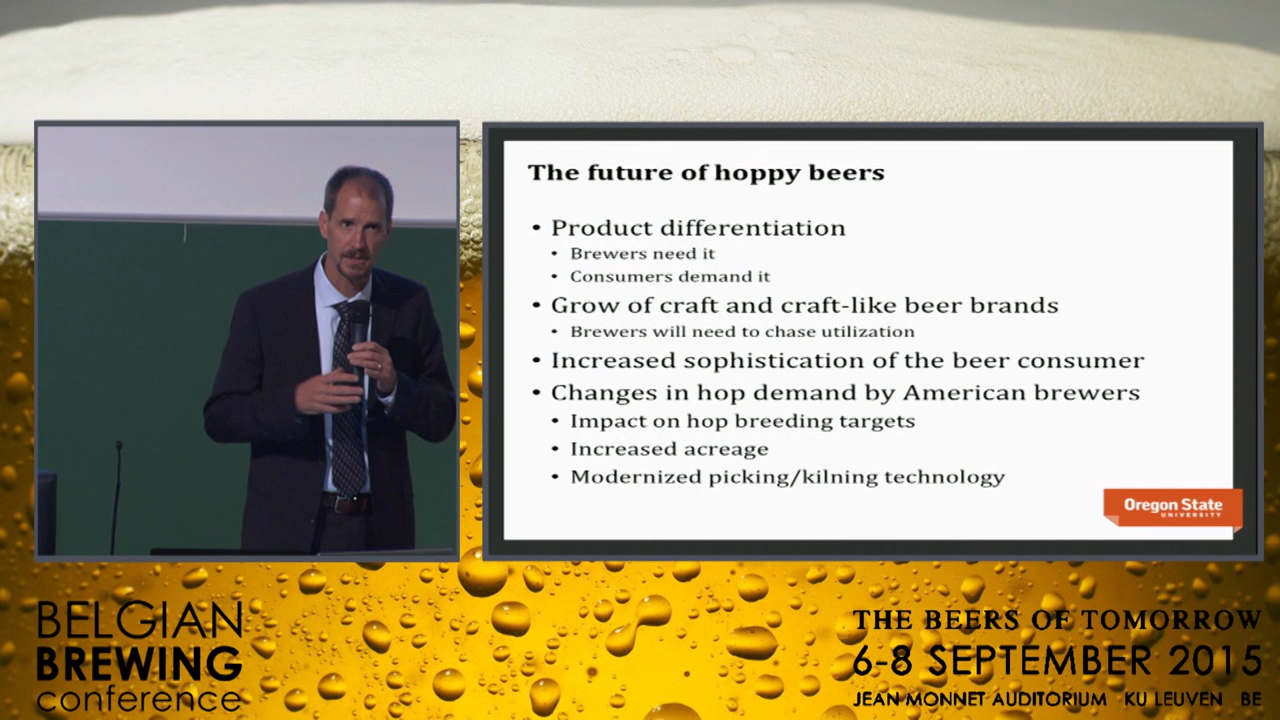 The future of hoppy beers
• Product differentiation
• Brewers need it
• Consumers demand it
• Grow of craft and craft-like beer brands
• Brewers will need to chase utilization
• Increased sophistication of the beer consumer
• Changes in hop demand by American brewers
• Impact on hop breeding targets
• Increased acreage
• Modernized picking/kilning technology
Oregon State
UNIVERSITY
BELGIAN
BREWING
conference
THE BEERS OF TOMORROW
6-8 SEPTEMBER 2015
JEAN MONNET AUDITORIUM KU LEUVEN BE